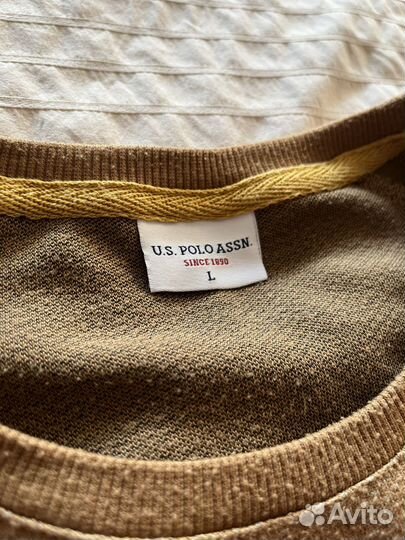 U.S. POLO ASSN.
SINCE 1890
L
Avito